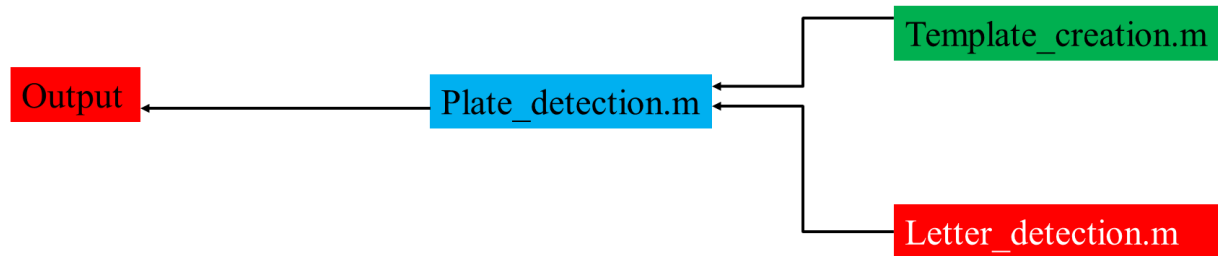 Template_creation.m
Output
Plate_detection.m
Letter_detection.m